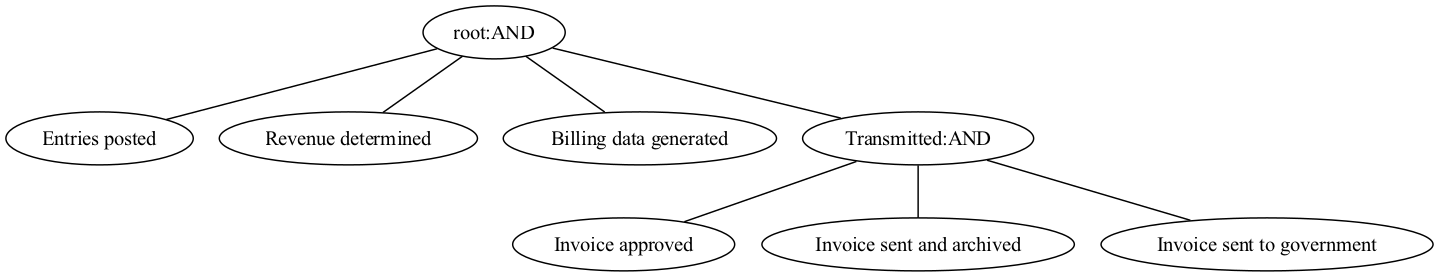 root:AND
Entries posted
Revenue determined
Billing data generated
Transmitted:AND
Invoice approved
Invoice sent and archived
Invoice sent to government